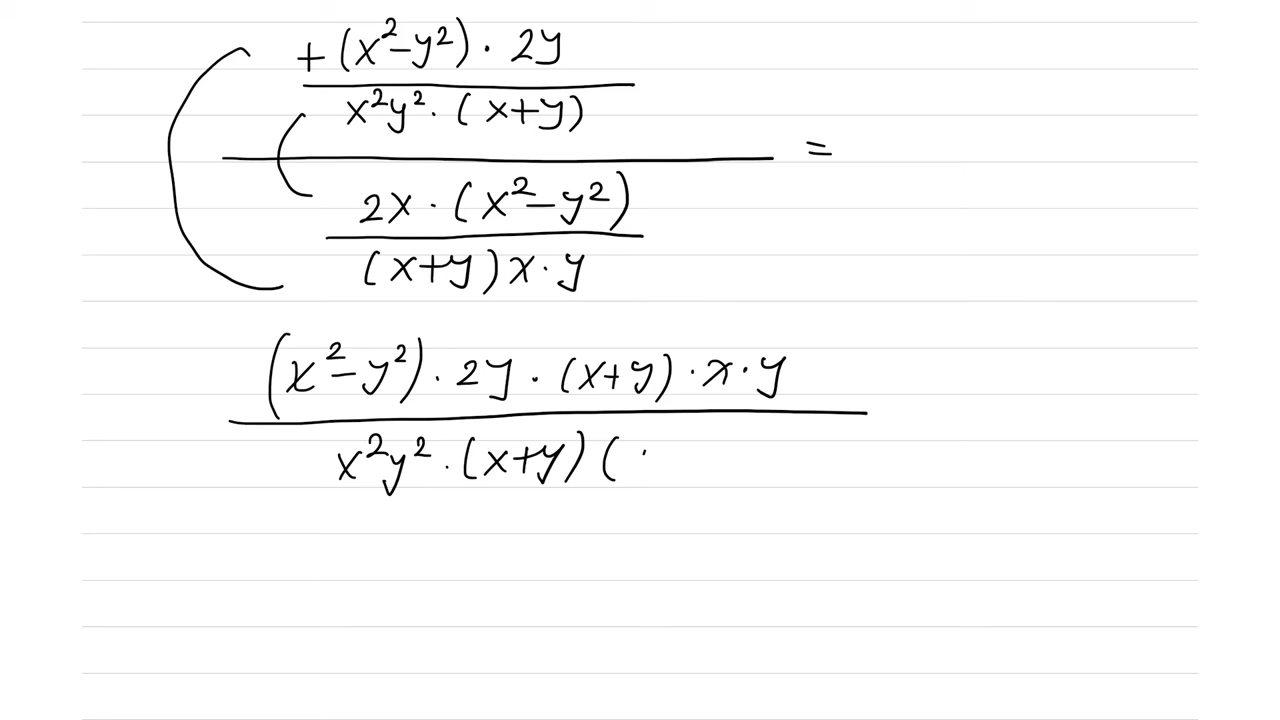 +(x²-y²)·2y
x²y²·(x+y)
=
2x·(x²-y²)
(x+y)x·y
(x²-y²)·2y·(x+y)·x·y
x²y²·(x+y)(